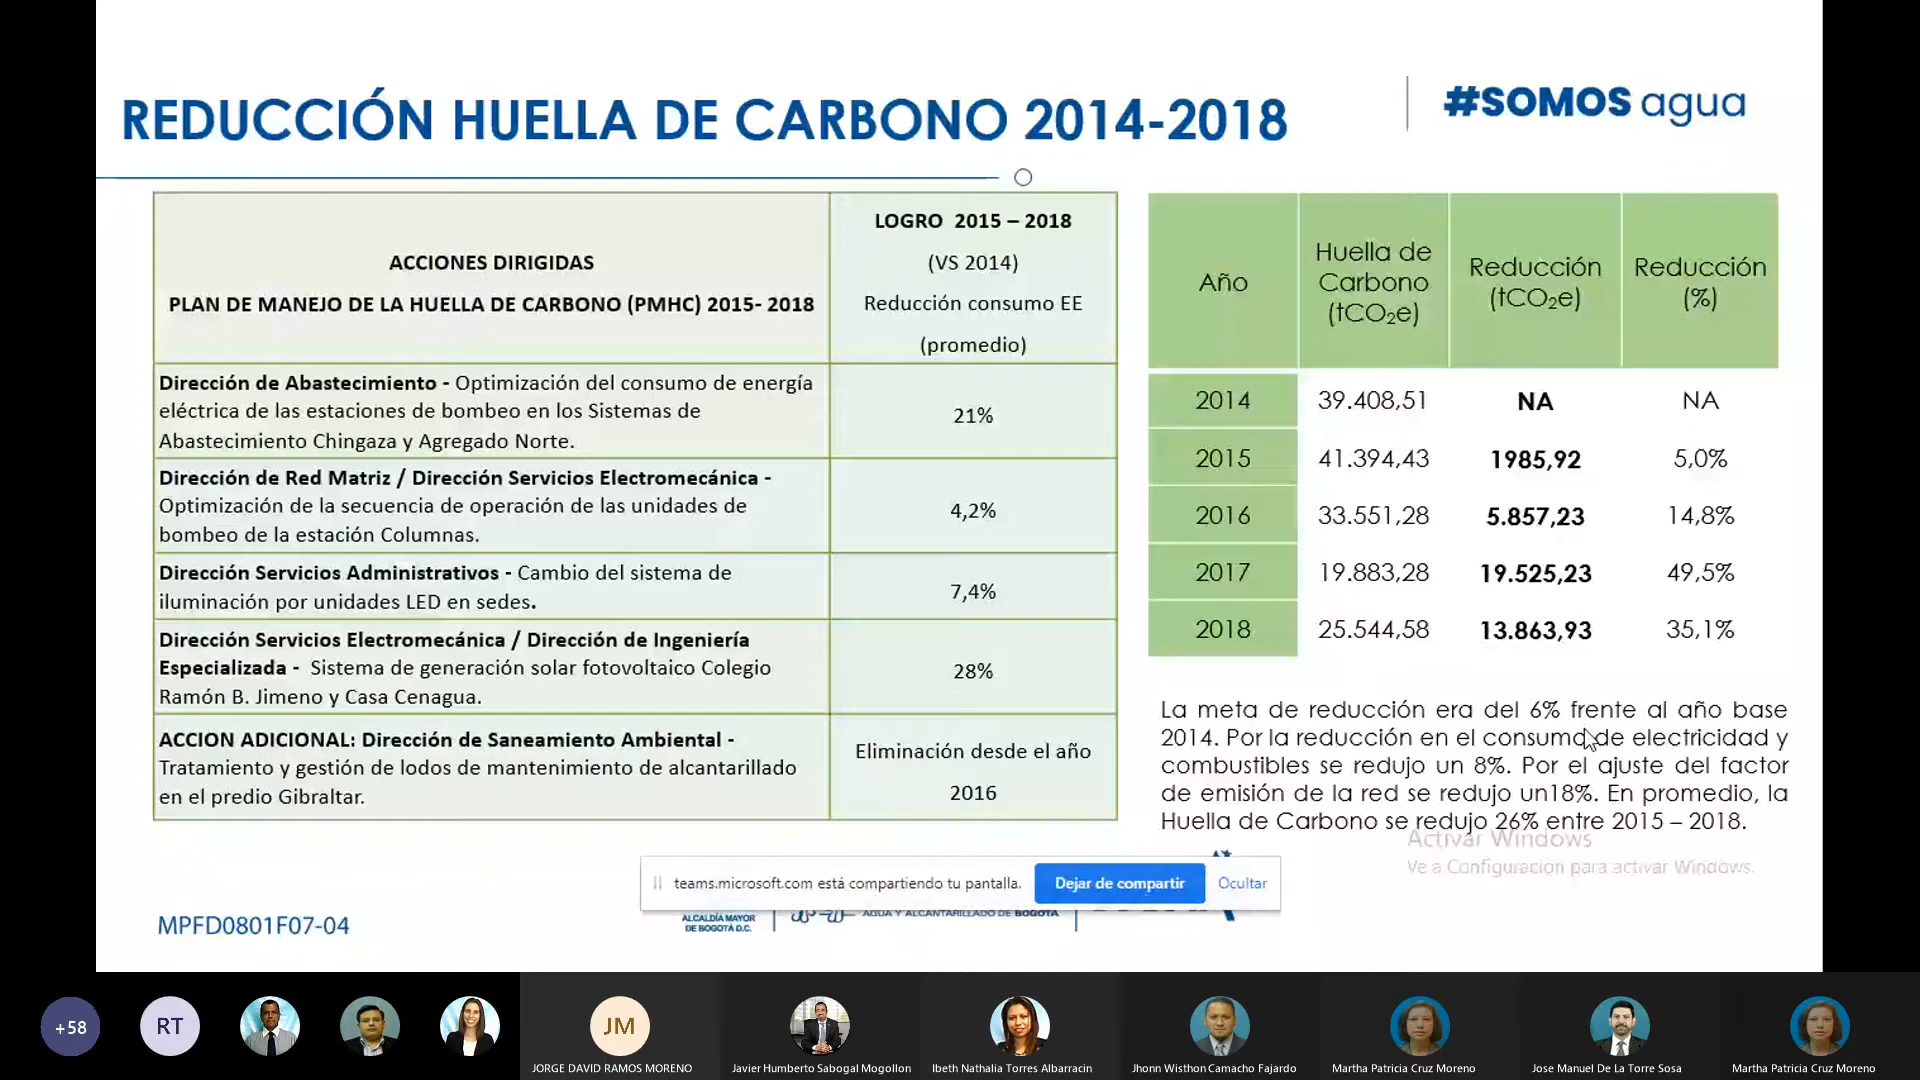 REDUCCIÓN HUELLA DE CARBONO 2014-2018
#SOMOS agua
ACCIONES DIRIGIDAS
PLAN DE MANEJO DE LA HUELLA DE CARBONO (PMHC) 2015- 2018
LOGRO 2015 – 2018
(VS 2014)
Reducción consumo EE
(promedio)
Dirección de Abastecimiento - Optimización del consumo de energía
eléctrica de las estaciones de bombeo en los Sistemas de
Abastecimiento Chingaza y Agregado Norte.
21%
Dirección de Red Matriz / Dirección Servicios Electromecánica -
Optimización de la secuencia de operación de las unidades de
bombeo de la estación Columnas.
4,2%
Dirección Servicios Administrativos - Cambio del sistema de
iluminación por unidades LED en sedes.
7,4%
Dirección Servicios Electromecánica / Dirección de Ingeniería
Especializada - Sistema de generación solar fotovoltaico Colegio
Ramón B. Jimeno y Casa Cenagua.
28%
ACCION ADICIONAL: Dirección de Saneamiento Ambiental -
Tratamiento y gestión de lodos de mantenimiento de alcantarillado
en el predio Gibraltar.
Eliminación desde el año
2016
Año
Huella de
Carbono
(tCO₂e)
Reducción
(tCO₂e)
Reducción
(%)
2014 39.408,51 NA NA
2015 41.394,43 1985,92 5,0%
2016 33.551,28 5.857,23 14,8%
2017 19.883,28 19.525,23 49,5%
2018 25.544,58 13.863,93 35,1%
La meta de reducción era del 6% frente al año base
2014. Por la reducción en el consumo de electricidad y
combustibles se redujo un 8%. Por el ajuste del factor
de emisión de la red se redujo un18%. En promedio, la
Huella de Carbono se redujo 26% entre 2015 – 2018.
Activar Windows
Ve a Configuración para activar Windows.
teams.microsoft.com está compartiendo tu pantalla.
Dejar de compartir
Ocultar
MPFD0801F07-04
ALCALDÍA MAYOR
DE BOGOTÁ D.C.
AGUA Y ALCANTARILLADO DE BOGOTÁ
+58
RT
JM
JORGE DAVID RAMOS MORENO
Javier Humberto Sabogal Mogollon
Ibeth Nathalia Torres Albarracin
Jhonn Wisthon Camacho Fajardo
Martha Patricia Cruz Moreno
Jose Manuel De La Torre Sosa
Martha Patricia Cruz Moreno